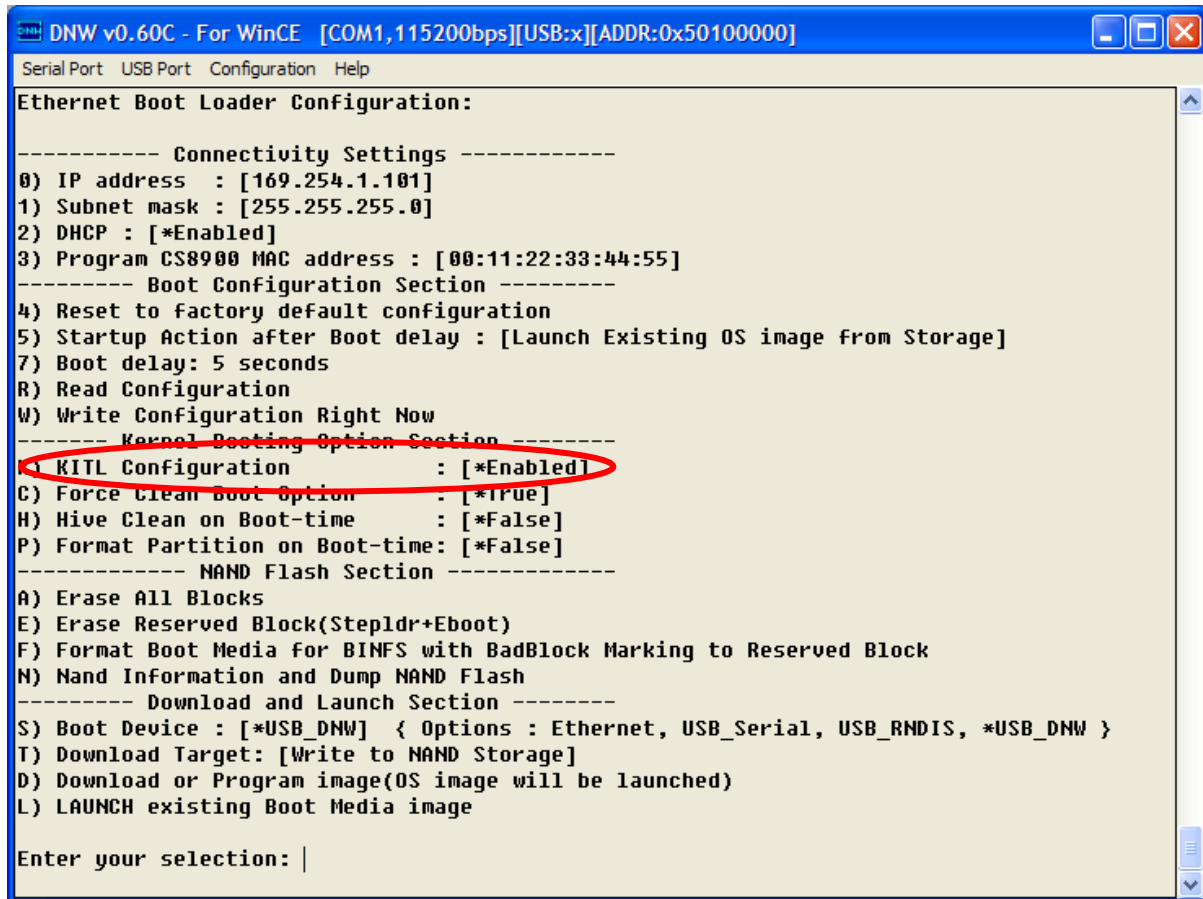 DNW v0.60C - For WinCE [COM1,115200bps][USB:x][ADDR:0x50100000]
Serial Port USB Port Configuration Help
Ethernet Boot Loader Configuration:
----------- Connectivity Settings ------------
0) IP address  : [169.254.1.101]
1) Subnet mask : [255.255.255.0]
2) DHCP : [*Enabled]
3) Program CS8900 MAC address : [00:11:22:33:44:55]
--------- Boot Configuration Section ---------
4) Reset to factory default configuration
5) Startup Action after Boot delay : [Launch Existing OS image from Storage]
7) Boot delay: 5 seconds
R) Read Configuration
W) Write Configuration Right Now
------- Kernel Booting Option Section --------
) KITL Configuration           : [*Enabled]
C) Force Clean Boot Option      : [*True]
H) Hive Clean on Boot-time      : [*False]
P) Format Partition on Boot-time: [*False]
------------- NAND Flash Section -------------
A) Erase All Blocks
E) Erase Reserved Block(Stepldr+Eboot)
F) Format Boot Media for BINFS with BadBlock Marking to Reserved Block
N) Nand Information and Dump NAND Flash
--------- Download and Launch Section --------
S) Boot Device : [*USB_DNW]  { Options : Ethernet, USB_Serial, USB_RNDIS, *USB_DNW }
T) Download Target: [Write to NAND Storage]
D) Download or Program image(OS image will be launched)
L) LAUNCH existing Boot Media image
Enter your selection: